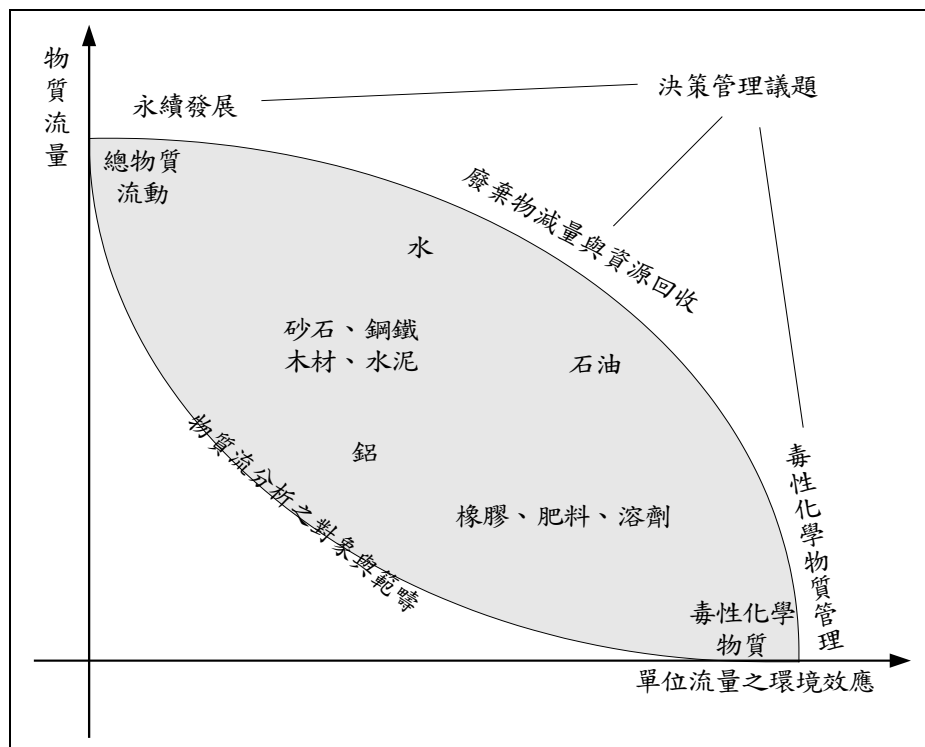 物質流量
決策管理議題
永續發展
總物質
流動
廢棄物減量與資源回收
水
砂石、鋼鐵
木材、水泥
石油
鋁
物質流分析之對象與範疇
橡膠、肥料、溶劑
毒性化學物質管理
毒性化學
物質
單位流量之環境效應